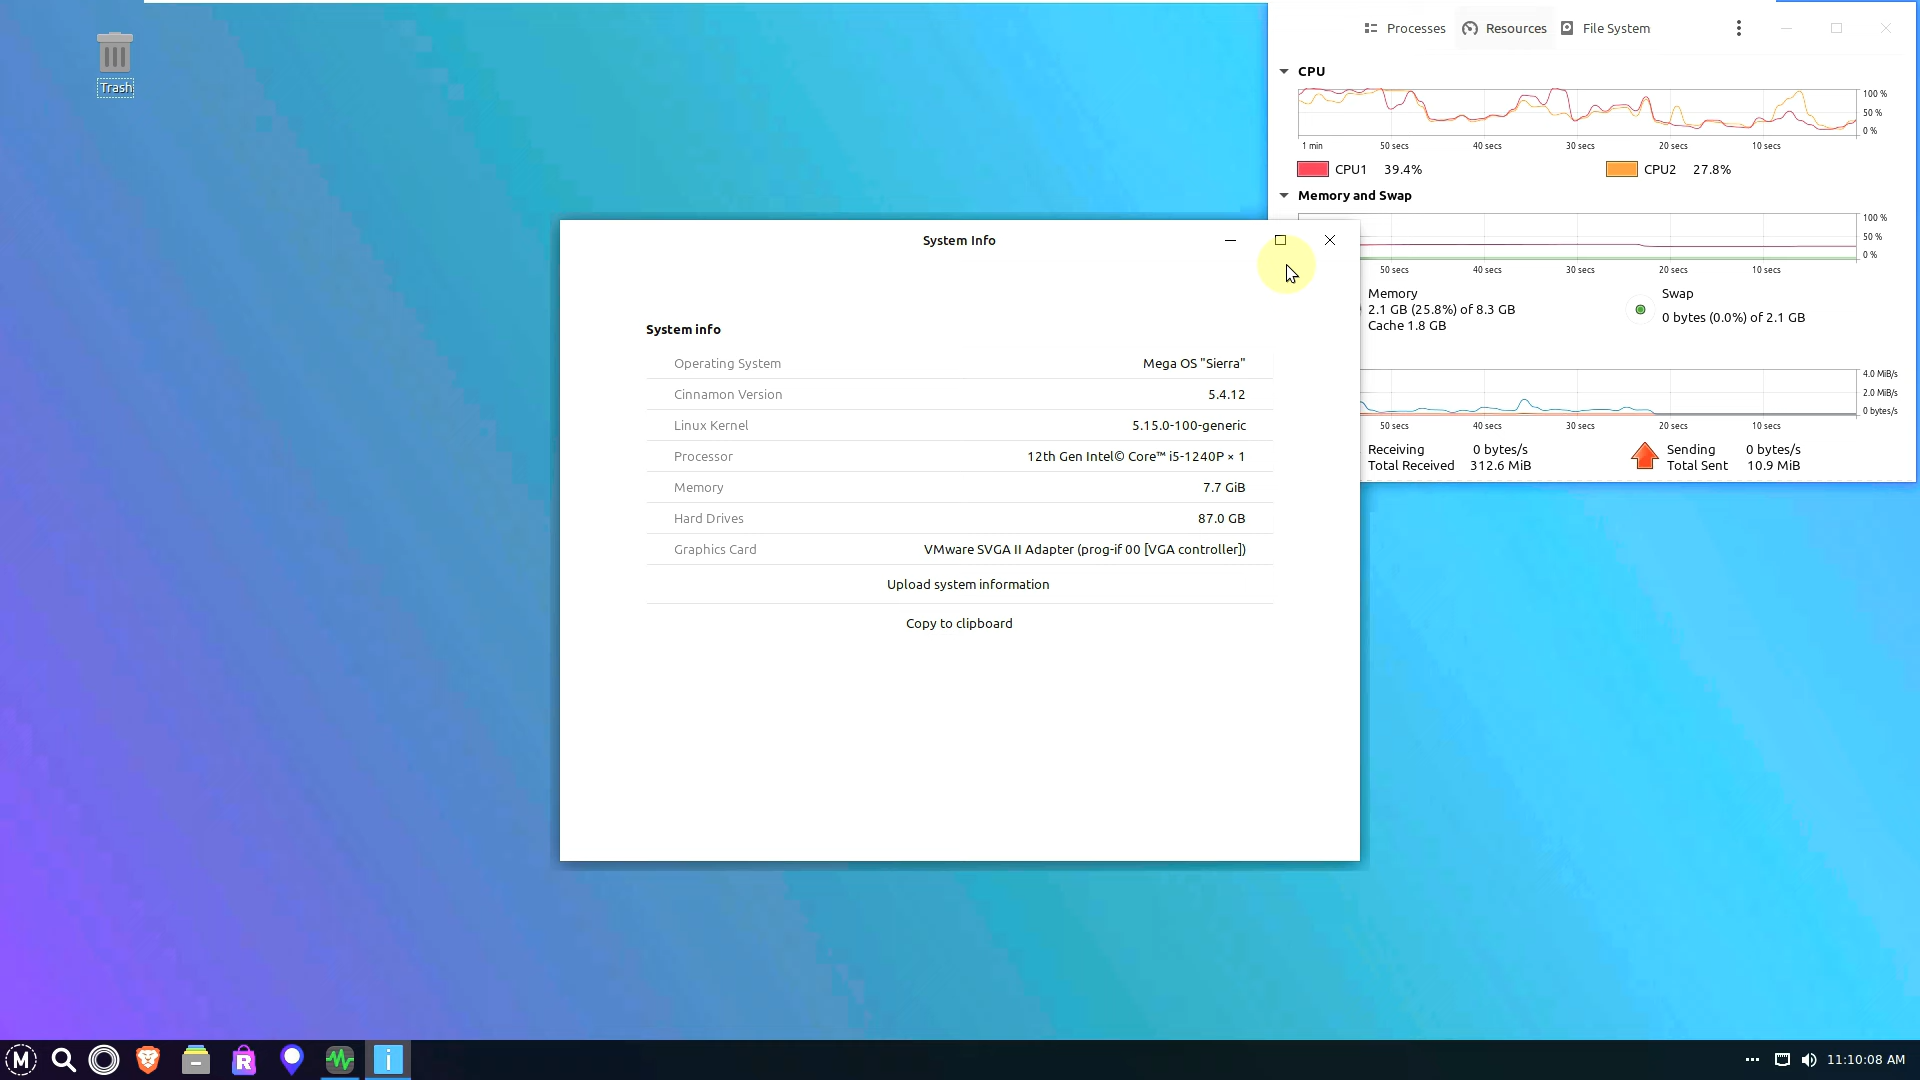 Trash
Processes
Resources
File System
CPU
100 %
50 %
0 %
1 min
50 secs
40 secs
30 secs
20 secs
10 secs
CPU1 39.4%
CPU2 27.8%
Memory and Swap
100 %
50 %
0 %
50 secs
40 secs
30 secs
20 secs
10 secs
Memory
2.1 GB (25.8%) of 8.3 GB
Cache 1.8 GB
Swap
0 bytes (0.0%) of 2.1 GB
4.0 MiB/s
2.0 MiB/s
0 bytes/s
50 secs
40 secs
30 secs
20 secs
10 secs
Receiving 0 bytes/s
Total Received 312.6 MiB
Sending 0 bytes/s
Total Sent 10.9 MiB
System Info
System info
Operating System Mega OS "Sierra"
Cinnamon Version 5.4.12
Linux Kernel 5.15.0-100-generic
Processor 12th Gen Intel© Core™ i5-1240P × 1
Memory 7.7 GiB
Hard Drives 87.0 GB
Graphics Card VMware SVGA II Adapter (prog-if 00 [VGA controller])
Upload system information
Copy to clipboard
M
R
i
11:10:08 AM